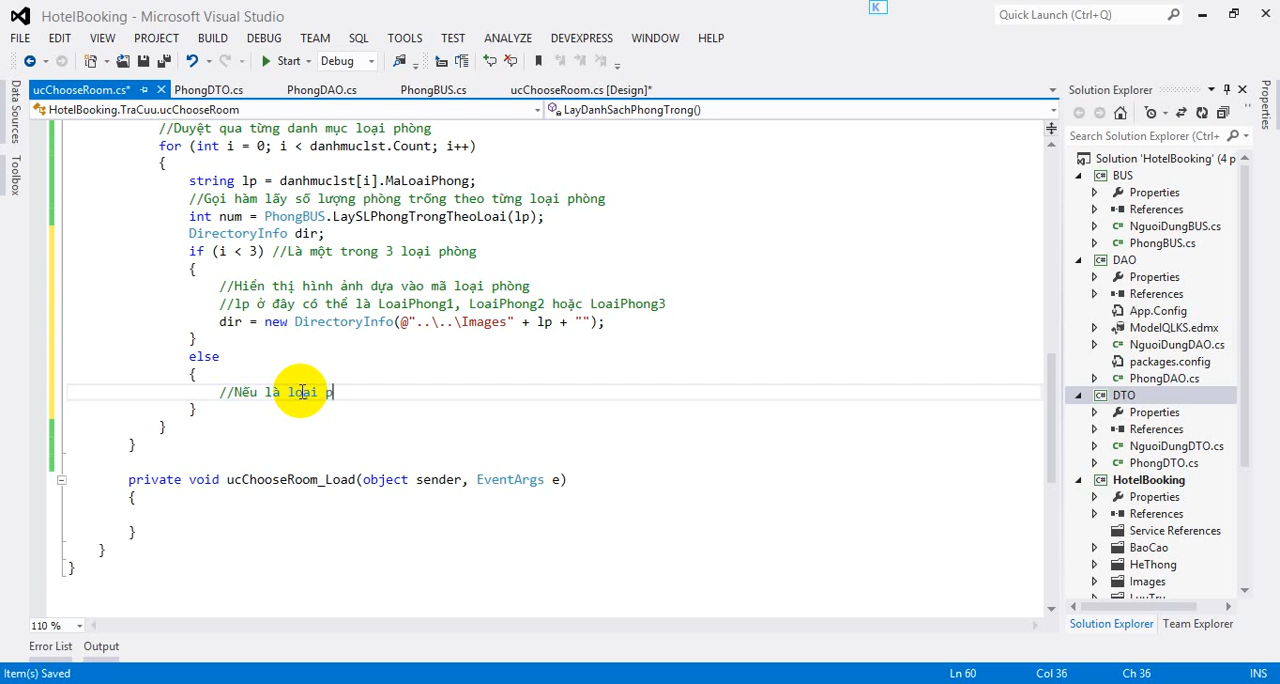 HotelBooking - Microsoft Visual Studio
K
Quick Launch (Ctrl+Q)
FILE EDIT VIEW PROJECT BUILD DEBUG TEAM SQL TOOLS TEST ANALYZE DEVEXPRESS WINDOW HELP
Start Debug
ucChooseRoom.cs* PhongDTO.cs PhongDAO.cs PhongBUS.cs ucChooseRoom.cs [Design]*
HotelBooking.TraCuu.ucChooseRoom LayDanhSachPhongTrong()
Data Sources
Toolbox
//Duyệt qua từng danh mục loại phòng
for (int i = 0; i < danhmuclst.Count; i++)
{
string lp = danhmuclst[i].MaLoaiPhong;
//Gọi hàm lấy số lượng phòng trống theo từng loại phòng
int num = PhongBUS.LaySLPhongTrongTheoLoai(lp);
DirectoryInfo dir;
if (i < 3) //Là một trong 3 loại phòng
{
//Hiển thị hình ảnh dựa vào mã loại phòng
//lp ở đây có thể là LoaiPhong1, LoaiPhong2 hoặc LoaiPhong3
dir = new DirectoryInfo(@"..\..\Images" + lp + "");
}
else
{
//Nếu là loại p
}
}
}
private void ucChooseRoom_Load(object sender, EventArgs e)
{
}
}
}
110 %
Error List Output
Solution Explorer
Search Solution Explorer (Ctrl+
Solution 'HotelBooking' (4 p
BUS
Properties
References
NguoiDungBUS.cs
PhongBUS.cs
DAO
Properties
References
App.Config
ModelQLKS.edmx
NguoiDungDAO.cs
packages.config
PhongDAO.cs
DTO
Properties
References
NguoiDungDTO.cs
PhongDTO.cs
HotelBooking
Properties
References
Service References
BaoCao
HeThong
Images
LuuTru
Solution Explorer Team Explorer
Properties
Item(s) Saved Ln 60 Col 36 Ch 36 INS